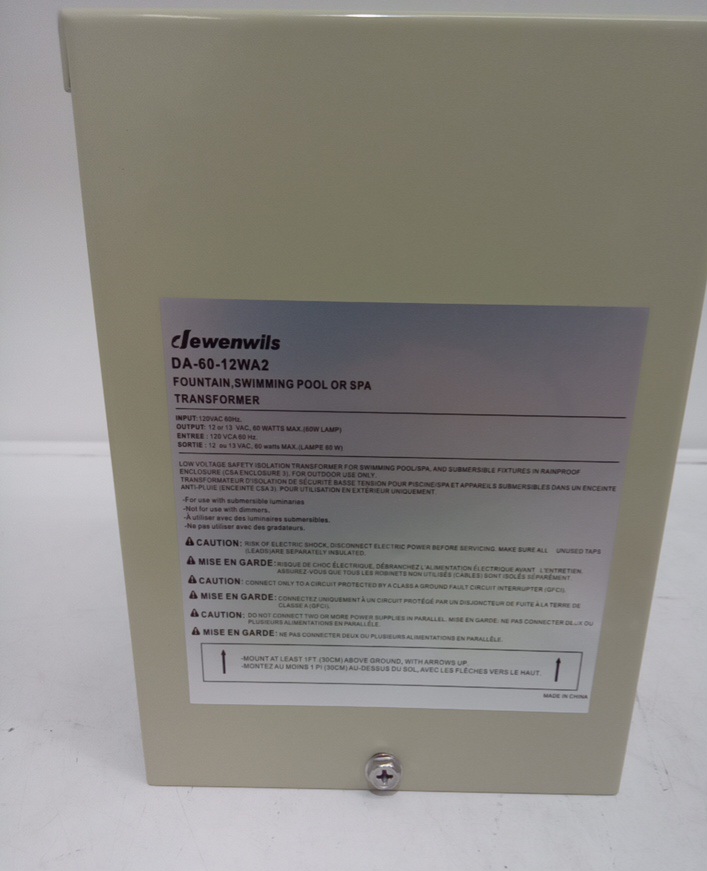 dewenwils
DA-60-12WA2
FOUNTAIN,SWIMMING POOL OR SPA
TRANSFORMER
INPUT:120VAC 60Hz,
OUTPUT: 12 or 13 VAC, 60 WATTS MAX.(60W LAMP)
ENTREE : 120 VCA 60 Hz.
SORTIE : 12 ou 13 VAC, 60 watts MAX.(LAMPE 60 W)
LOW VOLTAGE SAFETY ISOLATION TRANSFORMER FOR SWIMMING POOL/SPA, AND SUBMERSIBLE FIXTURES IN RAINPROOF
ENCLOSURE (CSA ENCLOSURE 3). FOR OUTDOOR USE ONLY.
TRANSFORMATEUR D'ISOLATION DE SÉCURITÉ BASSE TENSION POUR PISCINE/SPA ET APPAREILS SUBMERSIBLES DANS UN ENCEINTE
ANTI-PLUIE (ENCEINTE CSA 3). POUR UTILISATION EN EXTÉRIEUR UNIQUEMENT.
-For use with submersible luminaries
-Not for use with dimmers.
-À utiliser avec des luminaires submersibles.
-Ne pas utiliser avec des gradateurs.
CAUTION: RISK OF ELECTRIC SHOCK, DISCONNECT ELECTRIC POWER BEFORE SERVICING. MAKE SURE ALL UNUSED TAPS
(LEADS)ARE SEPARATELY INSULATED.
MISE EN GARDE: RISQUE DE CHOC ÉLECTRIQUE, DÉBRANCHEZ L'ALIMENTATION ÉLECTRIQUE AVANT L'ENTRETIEN.
ASSUREZ-VOUS QUE TOUS LES ROBINETS NON UTILISÉS (CABLES) SONT ISOLÉS SÉPARÉMENT.
CAUTION: CONNECT ONLY TO A CIRCUIT PROTECTED BY A CLASS A GROUND FAULT CIRCUIT INTERRUPTER (GFCI).
MISE EN GARDE: CONNECTEZ UNIQUEMENT À UN CIRCUIT PROTÉGÉ PAR UN DISJONCTEUR DE FUITE À LA TERRE DE
CLASSE A (GFCI).
CAUTION: DO NOT CONNECT TWO OR MORE POWER SUPPLIES IN PARALLEL. MISE EN GARDE: NE PAS CONNECTER OU
PLUSIEURS ALIMENTATIONS EN PARALLÈLE.
MISE EN GARDE: NE PAS CONNECTER DEUX OU PLUSIEURS ALIMENTATIONS EN PARALLÈLE.
-MOUNT AT LEAST 1FT.(30CM) ABOVE GROUND, WITH ARROWS UP.
-MONTEZ AU MOINS 1 PI (30CM) AU-DESSUS DU SOL, AVEC LES FLÈCHES VERS LE HAUT.
MADE IN CHINA